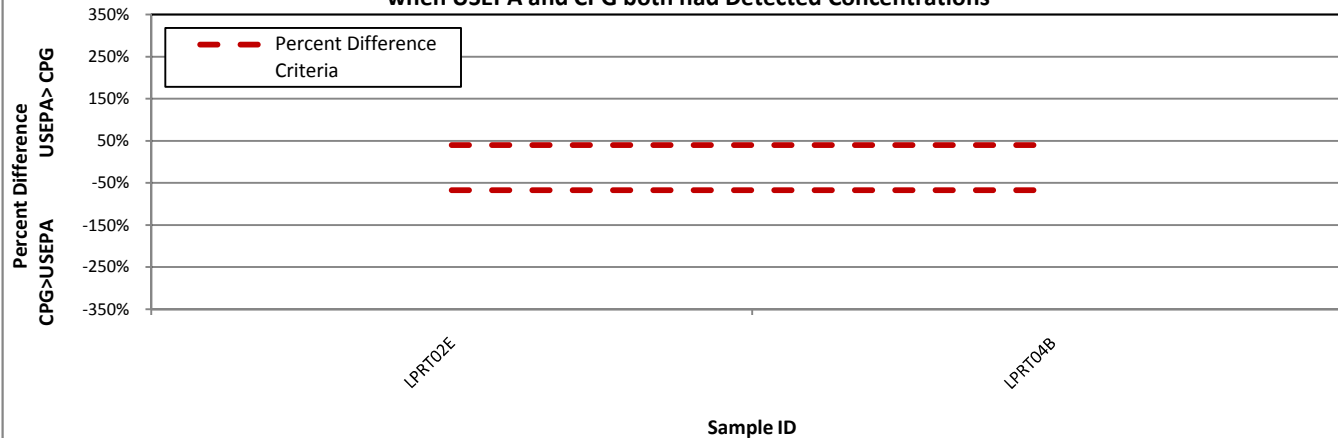 when USEPA and CPG both had Detected Concentrations
350%
250%
150%
50%
-50%
-150%
-250%
-350%
Percent Difference
CPG>USEPA USEPA> CPG
Percent Difference
Criteria
LPRT02E
LPRT04B
Sample ID